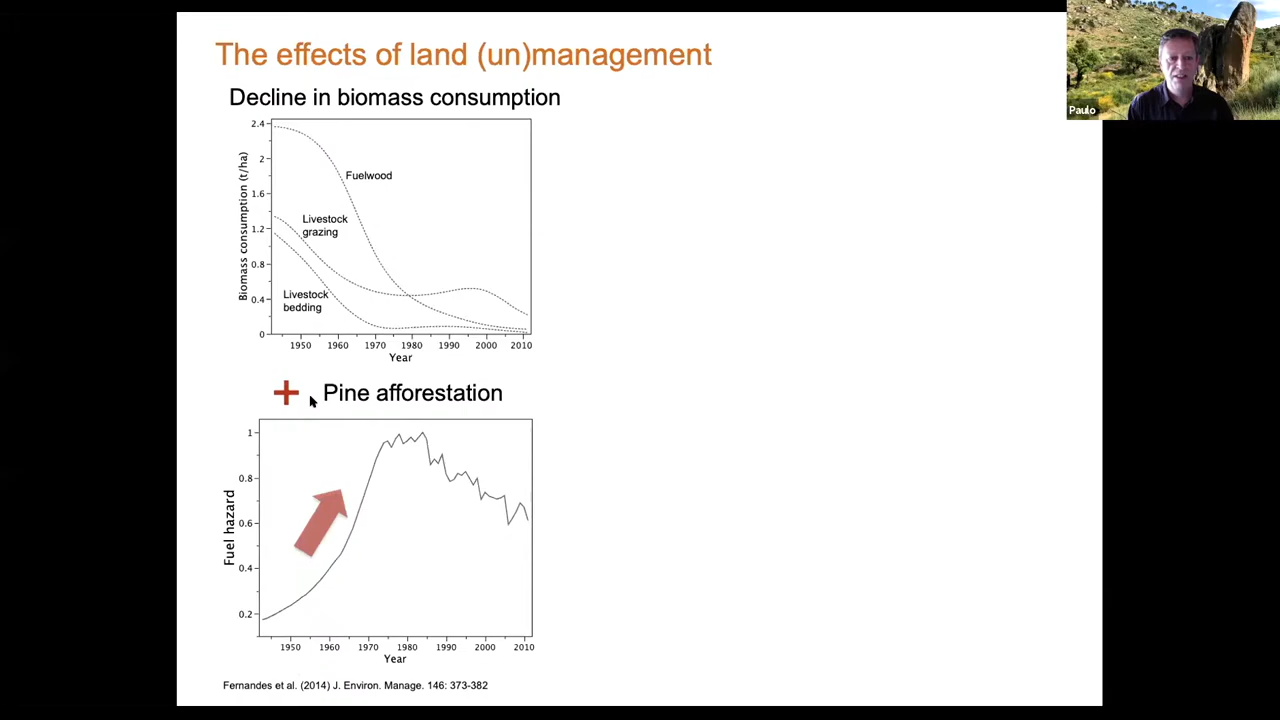 The effects of land (un)management
Paulo
Decline in biomass consumption
2.4
2
1.6
1.2
0.8
0.4
0
Biomass consumption (t/ha)
Fuelwood
Livestock
grazing
Livestock
bedding
1950 1960 1970 1980 1990 2000 2010
Year
+ Pine afforestation
1
0.8
0.6
0.4
0.2
Fuel hazard
1950 1960 1970 1980 1990 2000 2010
Year
Fernandes et al. (2014) J. Environ. Manage. 146: 373-382